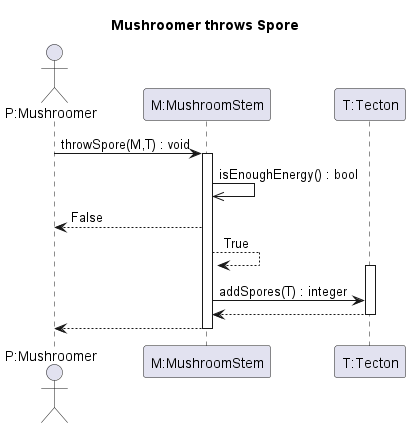 Mushroomer throws Spore
P:Mushroomer
M:MushroomStem
T:Tecton
throwSpore(M,T) : void
isEnoughEnergy() : bool
False
True
addSpores(T) : integer
P:Mushroomer
M:MushroomStem
T:Tecton